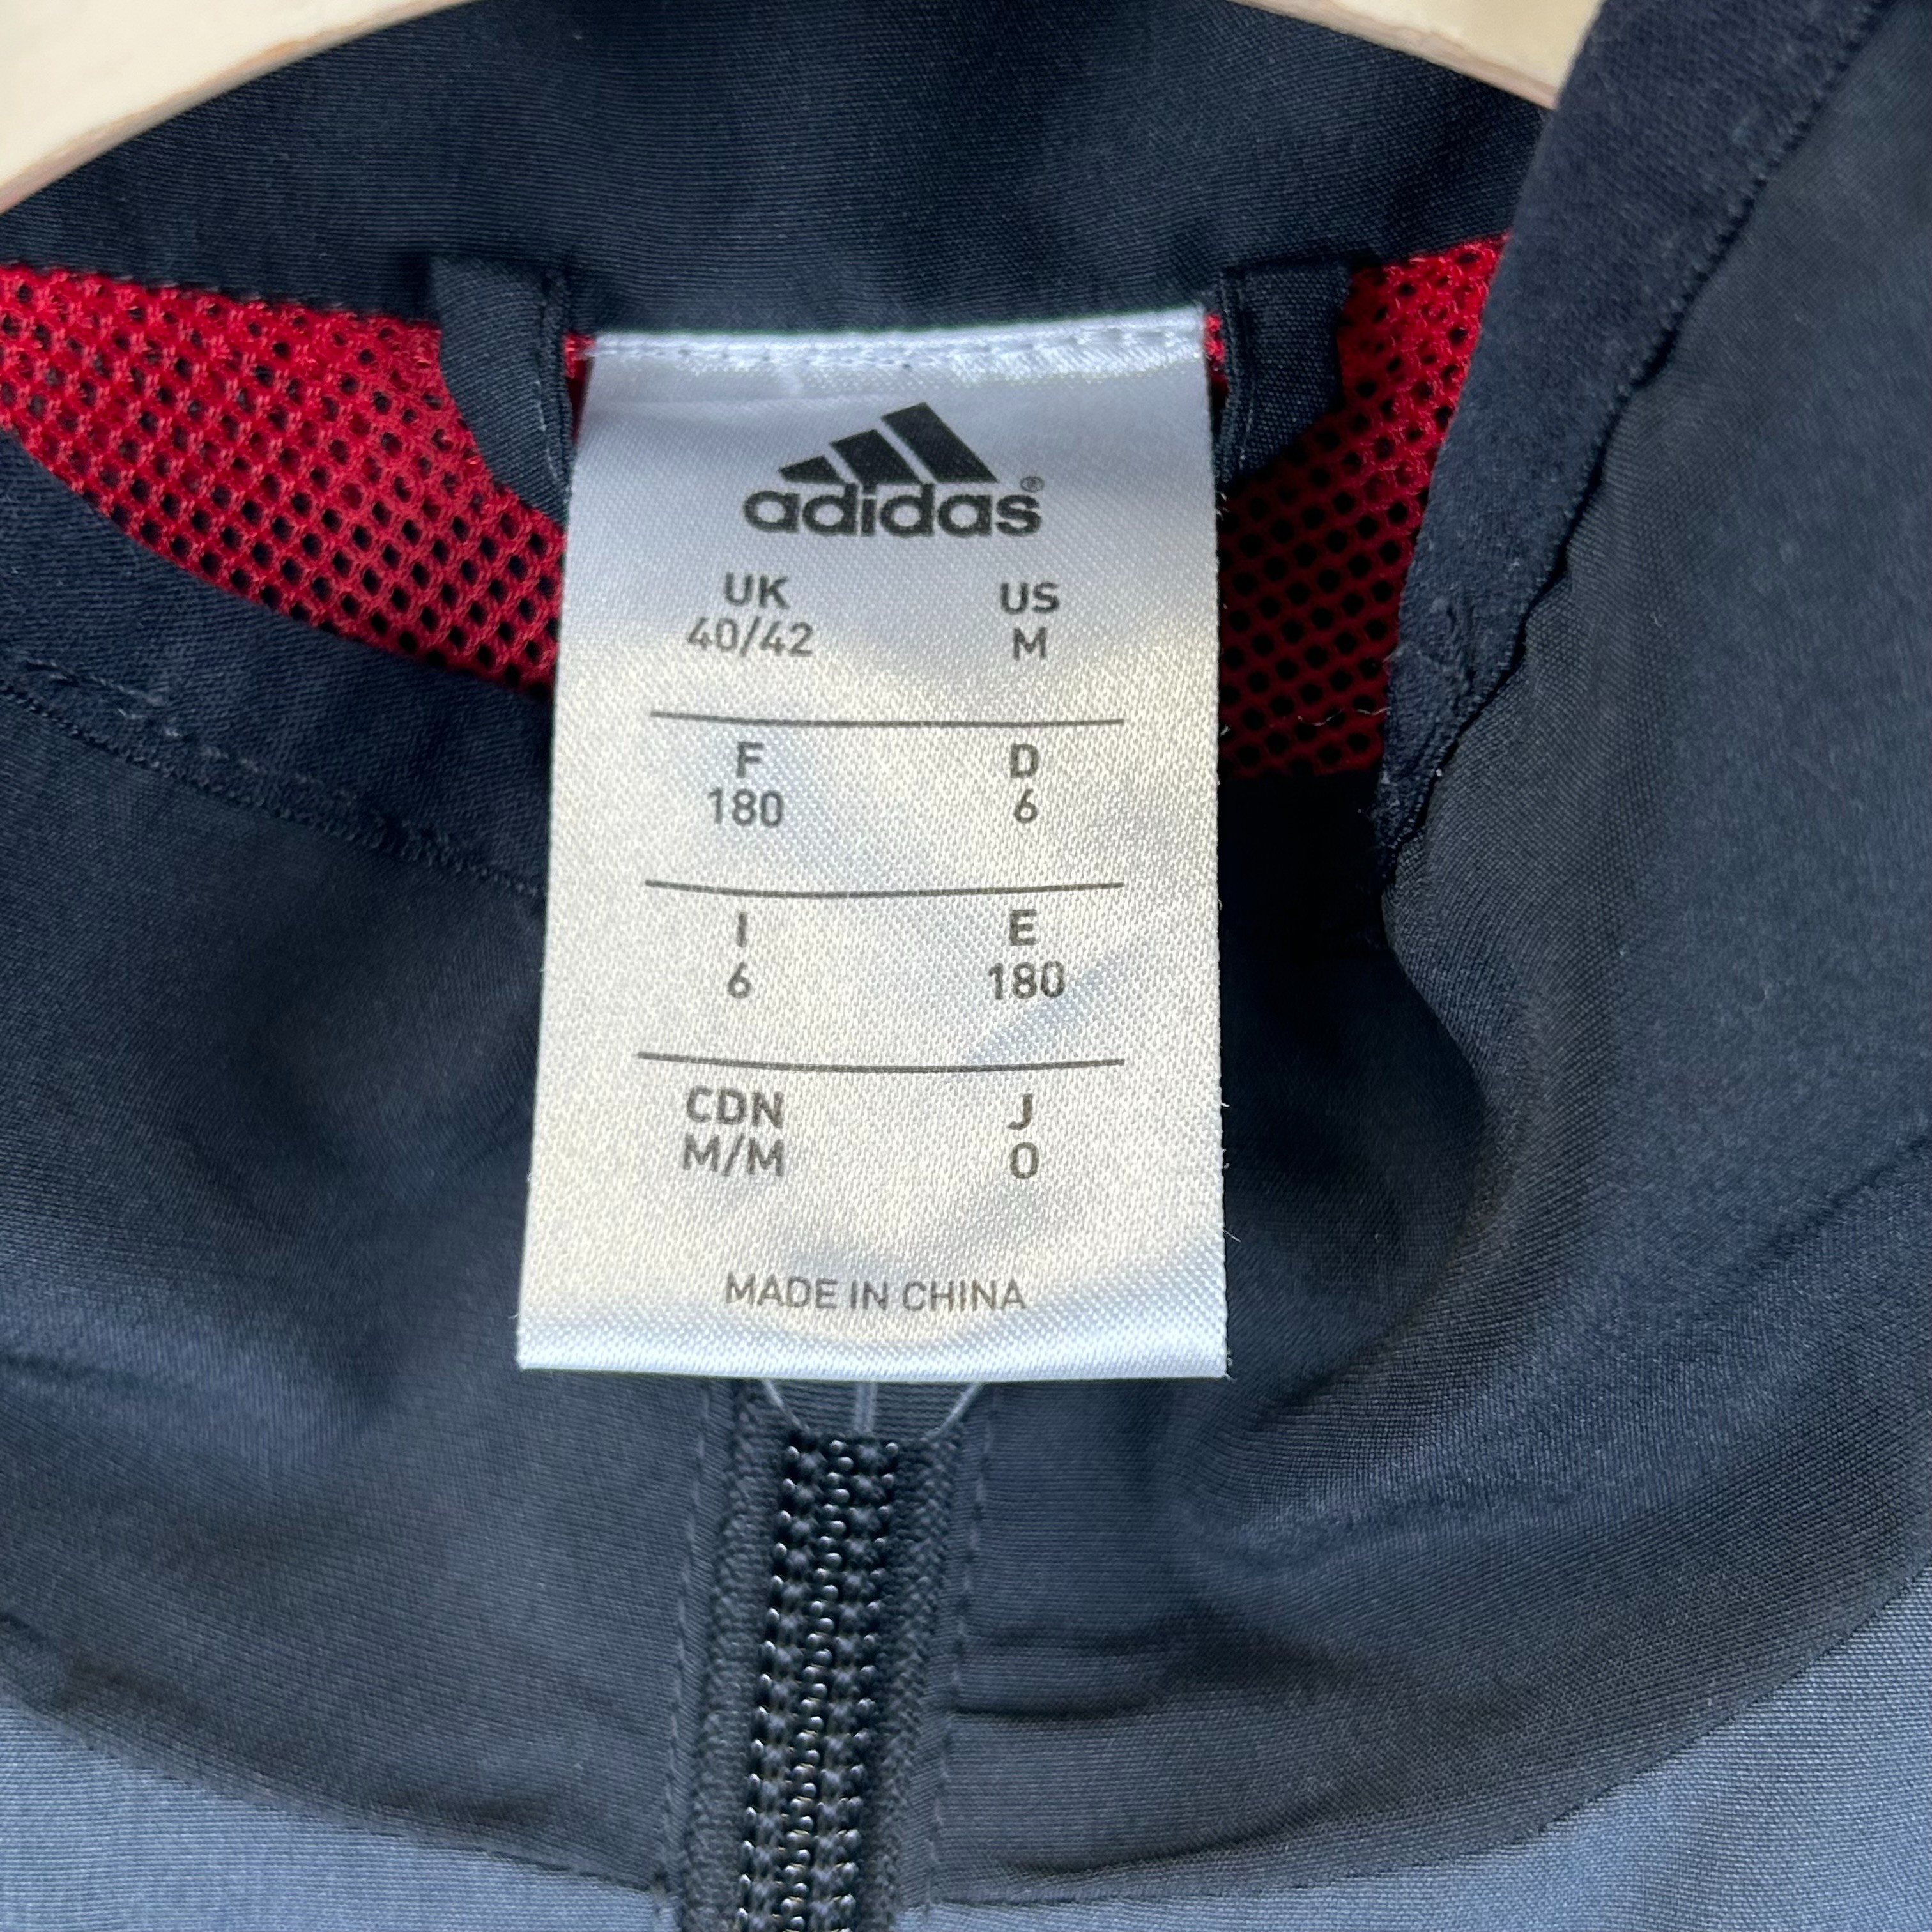 adidas®
UK US
40/42 M
F D
180 6
I E
6 180
CDN J
M/M O
MADE IN CHINA